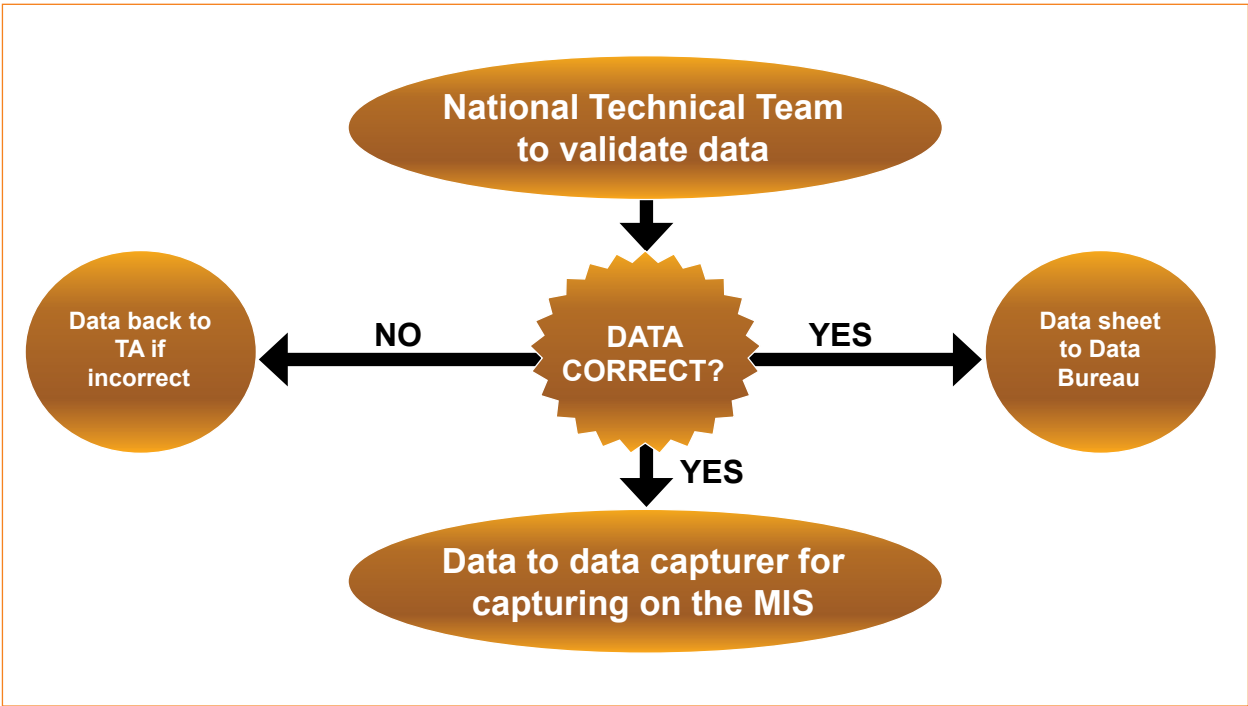 National Technical Team
to validate data
NO
DATA
CORRECT?
YES
Data back to
TA if
incorrect
Data sheet
to Data
Bureau
YES
Data to data capturer for
capturing on the MIS